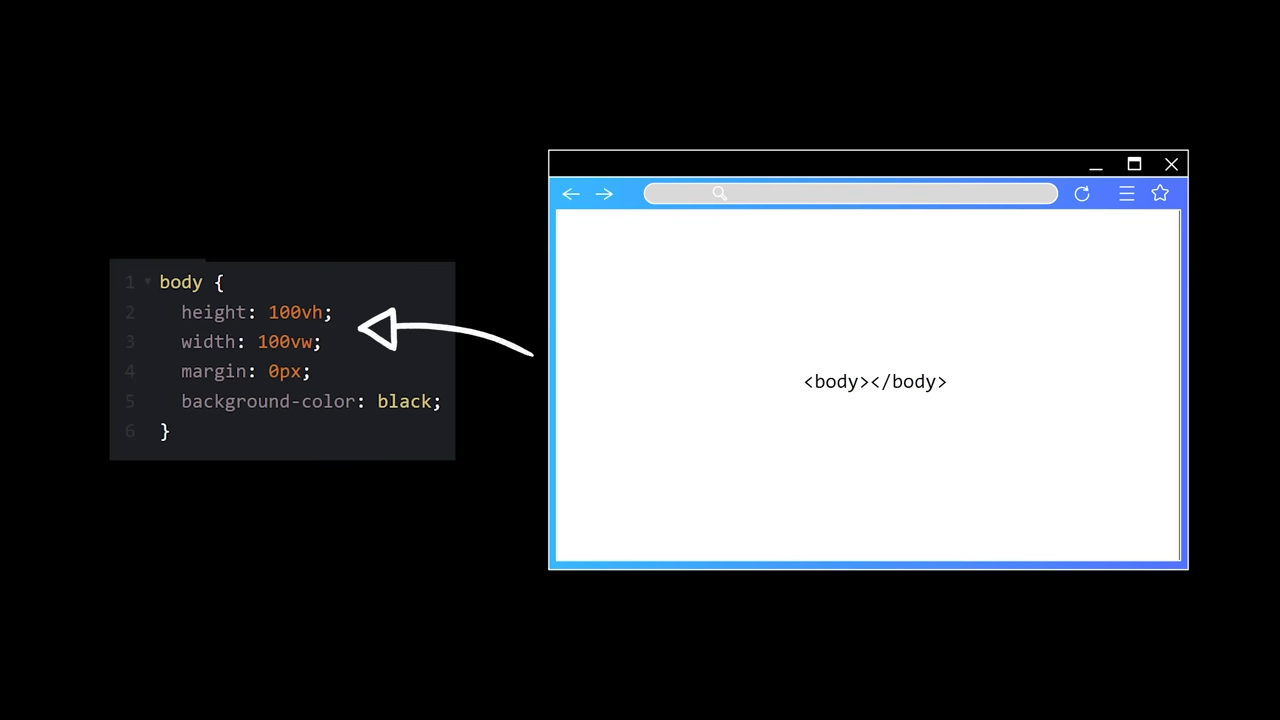 1 body {
2 height: 100vh;
3 width: 100vw;
4 margin: 0px;
5 background-color: black;
6 }
<body></body>